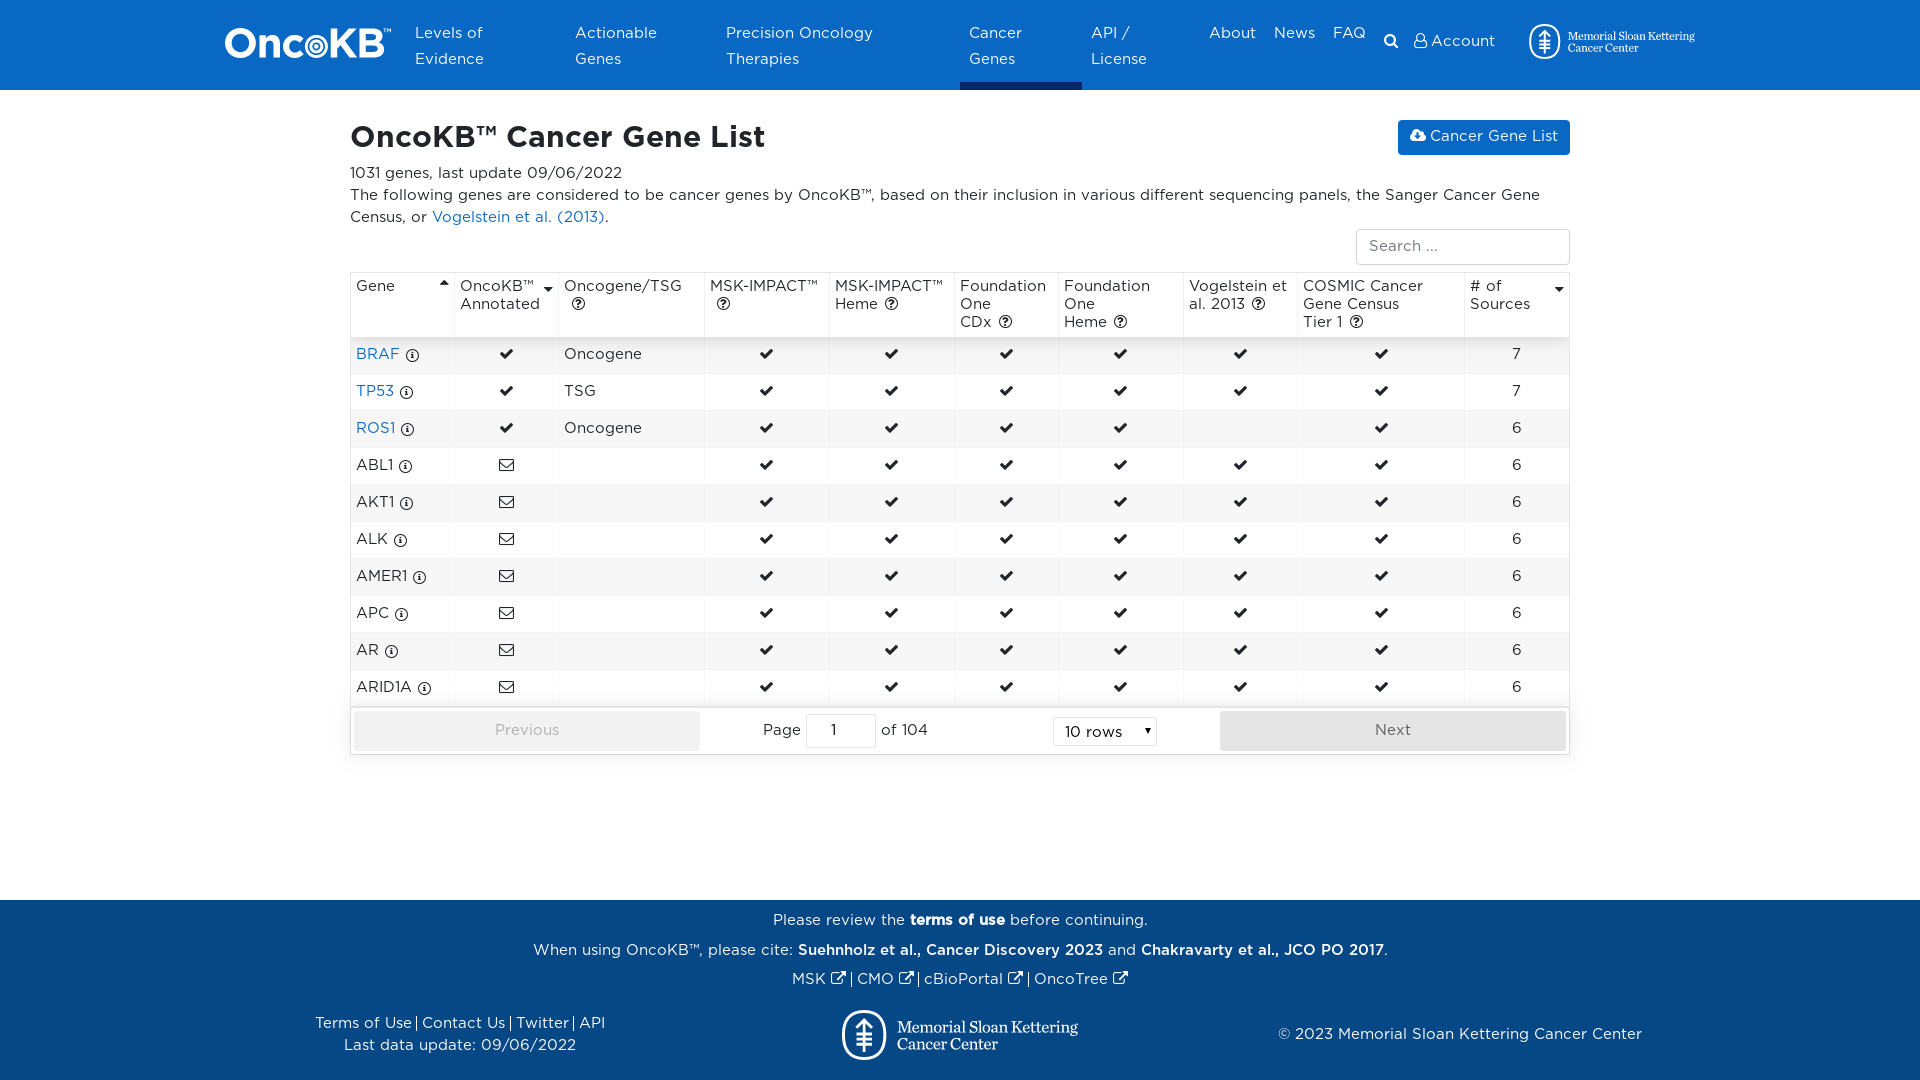 OncoKB™
Levels of Evidence
Actionable Genes
Precision Oncology Therapies
Cancer Genes
API / License
About
News
FAQ
Account
Memorial Sloan Kettering Cancer Center
OncoKB™ Cancer Gene List
Cancer Gene List
1031 genes, last update 09/06/2022
The following genes are considered to be cancer genes by OncoKB™, based on their inclusion in various different sequencing panels, the Sanger Cancer Gene
Census, or Vogelstein et al. (2013).
Search ...
Gene
OncoKB™ Annotated
Oncogene/TSG
MSK-IMPACT™
MSK-IMPACT™ Heme
Foundation One CDx
Foundation One Heme
Vogelstein et al. 2013
COSMIC Cancer Gene Census Tier 1
# of Sources
BRAF Oncogene 7
TP53 TSG 7
ROS1 Oncogene 6
ABL1 6
AKT1 6
ALK 6
AMER1 6
APC 6
AR 6
ARID1A 6
Previous
Page 1 of 104
10 rows
Next
Please review the terms of use before continuing.
When using OncoKB™, please cite: Suehnholz et al., Cancer Discovery 2023 and Chakravarty et al., JCO PO 2017.
MSK | CMO | cBioPortal | OncoTree
Terms of Use | Contact Us | Twitter | API
Last data update: 09/06/2022
Memorial Sloan Kettering
Cancer Center
© 2023 Memorial Sloan Kettering Cancer Center